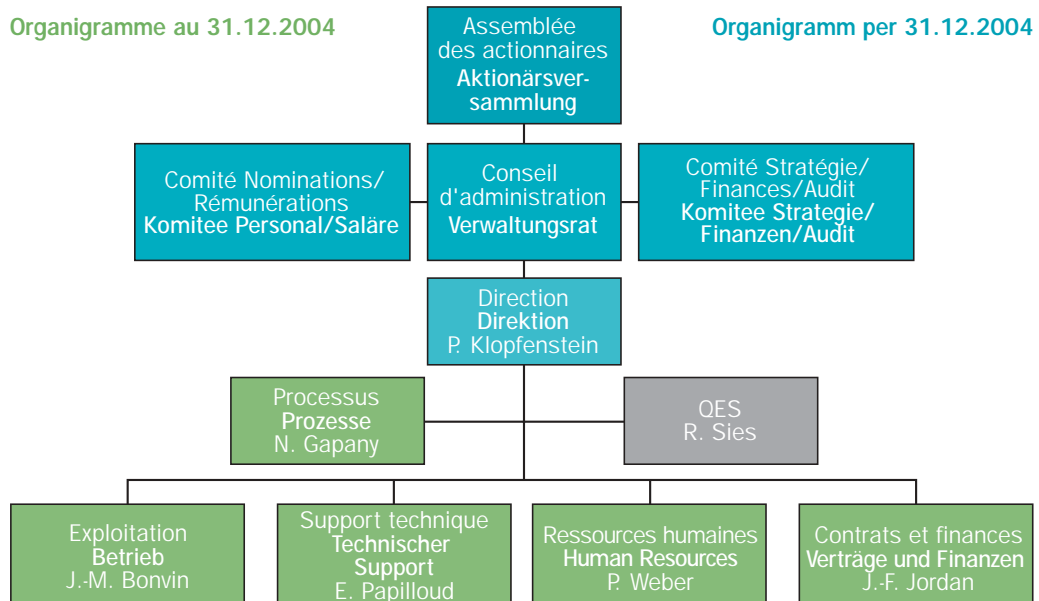 Organigramme au 31.12.2004
Organigramm per 31.12.2004
Assemblée
des actionnaires
Aktionärsver-
sammlung
Comité Nominations/
Rémunérations
Komitee Personal/Saläre
Conseil
d'administration
Verwaltungsrat
Comité Stratégie/
Finances/Audit
Komitee Strategie/
Finanzen/Audit
Direction
Direktion
P. Klopfenstein
Processus
Prozesse
N. Gapany
QES
R. Sies
Exploitation
Betrieb
J.-M. Bonvin
Support technique
Technischer
Support
E. Papilloud
Ressources humaines
Human Resources
P. Weber
Contrats et finances
Verträge und Finanzen
J.-F. Jordan